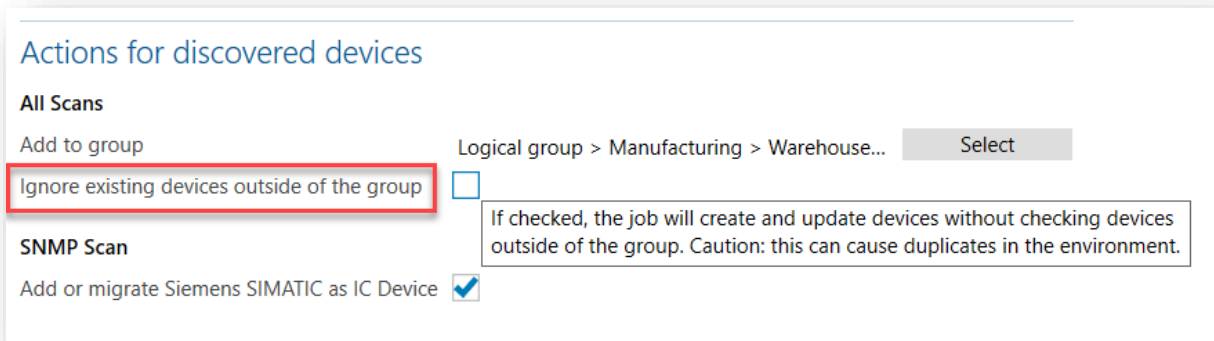 Actions for discovered devices
All Scans
Add to group
Logical group > Manufacturing > Warehouse...
Select
Ignore existing devices outside of the group
If checked, the job will create and update devices without checking devices
outside of the group. Caution: this can cause duplicates in the environment.
SNMP Scan
Add or migrate Siemens SIMATIC as IC Device